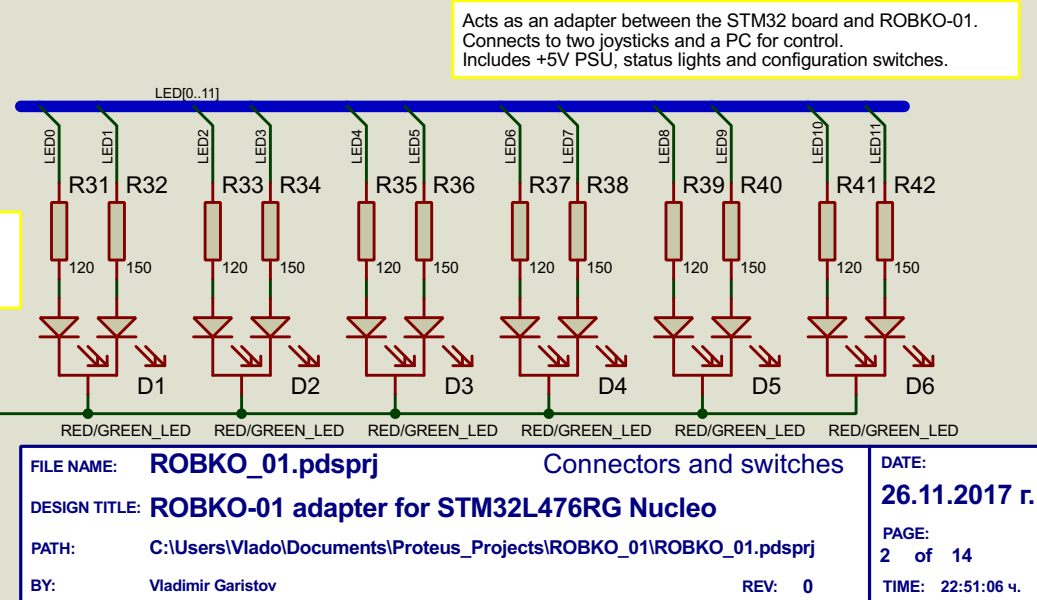 Acts as an adapter between the STM32 board and ROBKO-01.
Connects to two joysticks and a PC for control.
Includes +5V PSU, status lights and configuration switches.
LED[0..11]
LED0 LED1 LED2 LED3 LED4 LED5 LED6 LED7 LED8 LED9 LED10 LED11
R31 R32 R33 R34 R35 R36 R37 R38 R39 R40 R41 R42
120 150 120 150 120 150 120 150 120 150 120 150
D1 D2 D3 D4 D5 D6
RED/GREEN_LED RED/GREEN_LED RED/GREEN_LED RED/GREEN_LED RED/GREEN_LED RED/GREEN_LED
FILE NAME: ROBKO_01.pdsprj Connectors and switches
DESIGN TITLE: ROBKO-01 adapter for STM32L476RG Nucleo
PATH: C:\Users\Vlado\Documents\Proteus_Projects\ROBKO_01\ROBKO_01.pdsprj
BY: Vladimir Garistov REV: 0
DATE:
26.11.2017 г.
PAGE:
2 of 14
TIME: 22:51:06 ч.